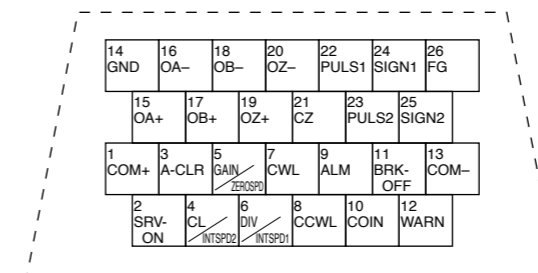 14 16 18 20 22 24 26
GND OA– OB– OZ– PULS1 SIGN1 FG
15 17 19 21 23 25
OA+ OB+ OZ+ CZ PULS2 SIGN2
1 3 5 7 9 11 13
COM+ A-CLR GAIN/ZEROSPD CWL ALM BRK-OFF COM–
2 4 6 8 10 12
SRV-ON CL/INTSPD2 DIV/INTSPD1 CCWL COIN WARN